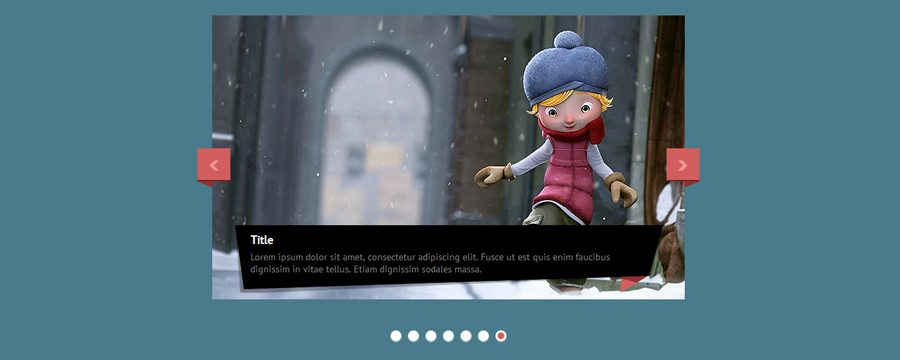 Title
Lorem ipsum dolor sit amet, consectetur adipiscing elit. Fusce ut est quis enim faucibus
dignissim in vitae tellus. Etiam dignissim sodales massa.